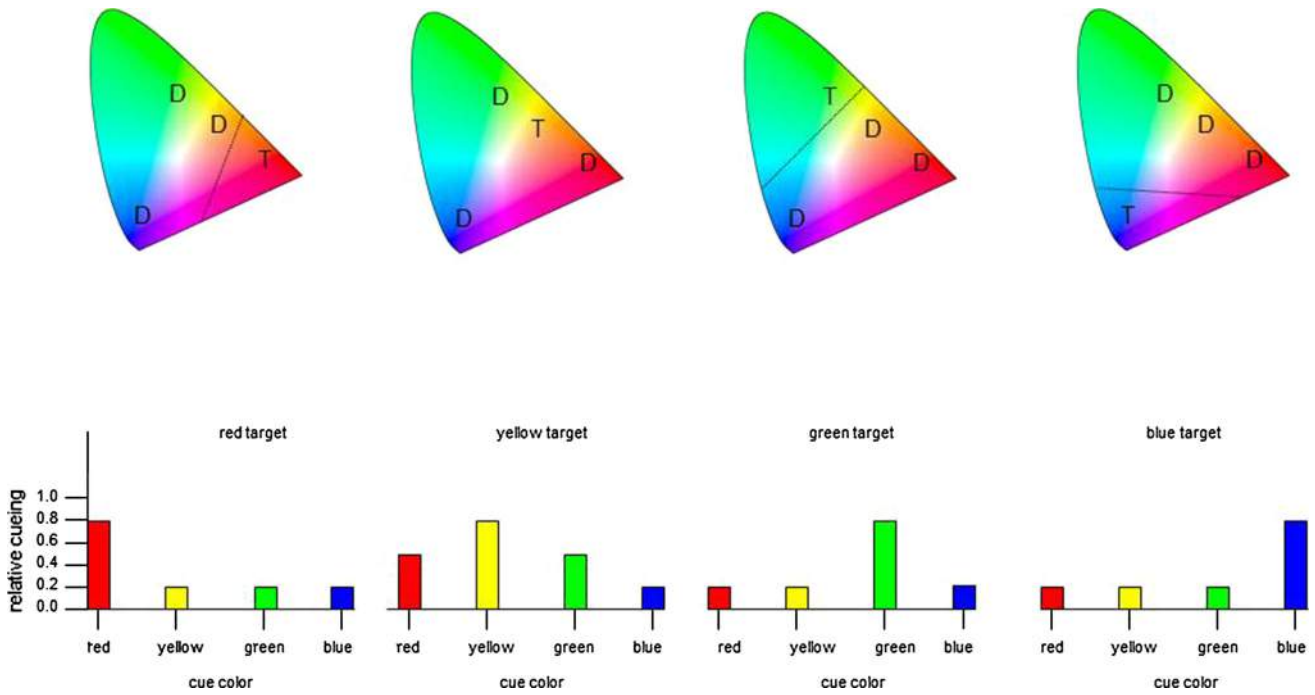 D
D
T
D
D
T
D
D
T
D
D
D
D
D
D
T
red target
yellow target
green target
blue target
relative cueing
1.0
0.8
0.6
0.4
0.2
0.0
red yellow green blue
red yellow green blue
red yellow green blue
red yellow green blue
cue color
cue color
cue color
cue color